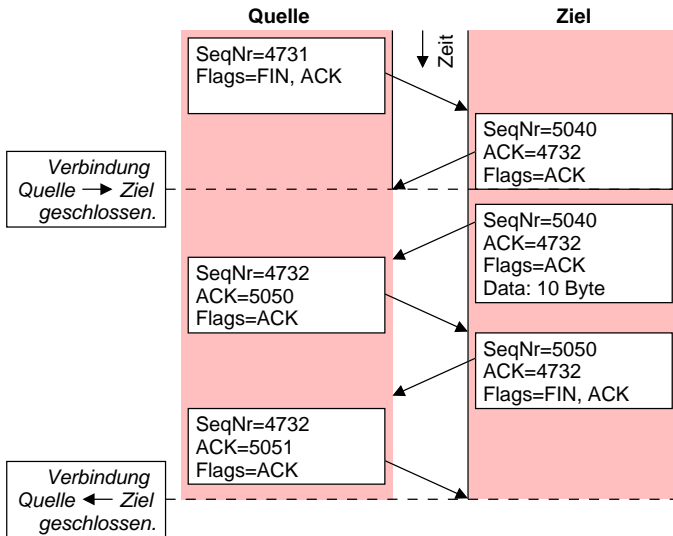 Quelle
Ziel
Zeit
SeqNr=4731
Flags=FIN, ACK
SeqNr=5040
ACK=4732
Flags=ACK
Verbindung
Quelle → Ziel
geschlossen.
SeqNr=5040
ACK=4732
Flags=ACK
Data: 10 Byte
SeqNr=4732
ACK=5050
Flags=ACK
SeqNr=5050
ACK=4732
Flags=FIN, ACK
SeqNr=4732
ACK=5051
Flags=ACK
Verbindung
Quelle ← Ziel
geschlossen.